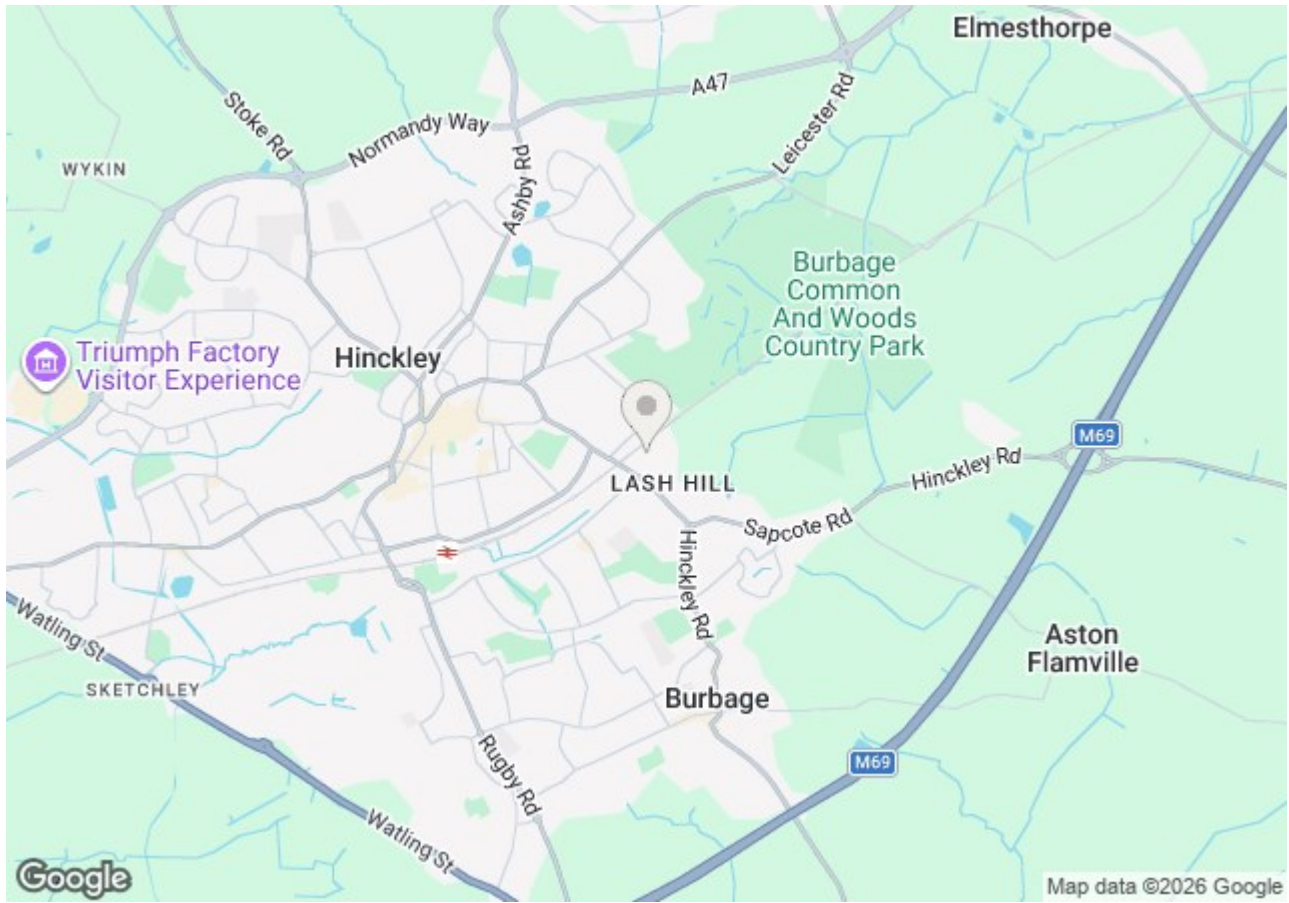 Elmesthorpe
A47
Leicester Rd
Stoke Rd
Normandy Way
WYKIN
Ashby Rd
Burbage
Common
And Woods
Country Park
Triumph Factory
Visitor Experience
Hinckley
M69
Hinckley Rd
LASH HILL
Sapcote Rd
Hinckley Rd
Watling St
Aston
Flamville
SKETCHLEY
Burbage
Rugby Rd
M69
Watling St
Google
Map data ©2026 Google